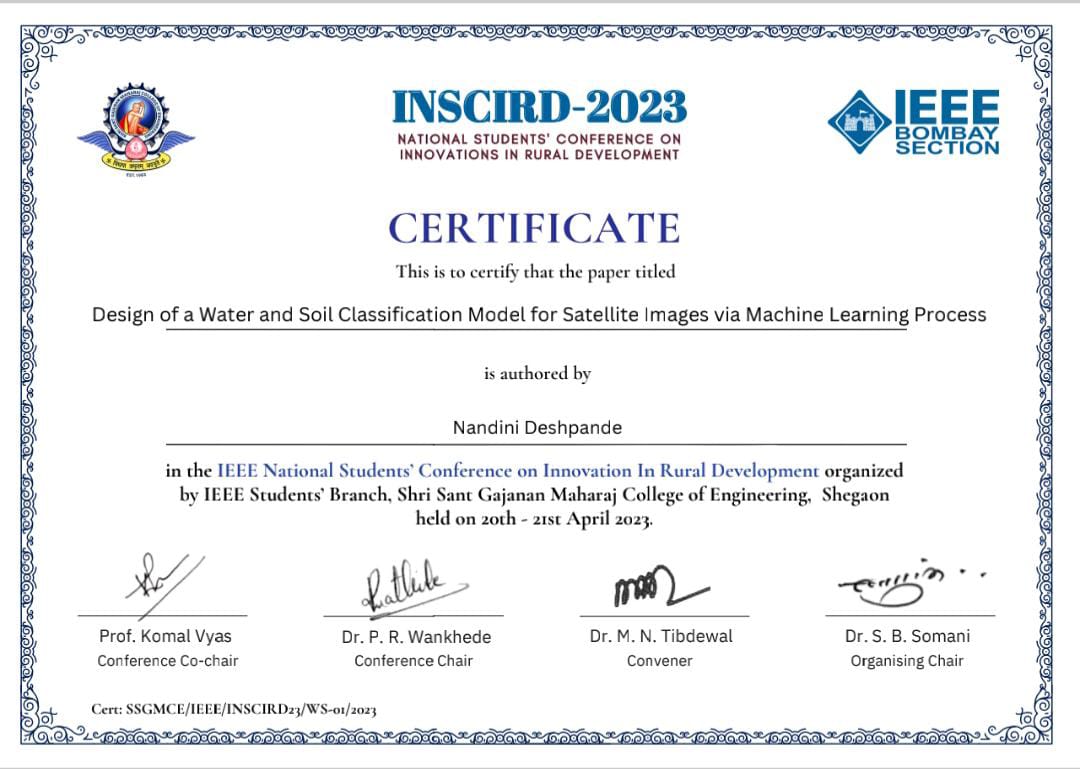 INSCIRD-2023
NATIONAL STUDENTS' CONFERENCE ON
INNOVATIONS IN RURAL DEVELOPMENT
IEEE
BOMBAY
SECTION
CERTIFICATE
This is to certify that the paper titled
Design of a Water and Soil Classification Model for Satellite Images via Machine Learning Process
is authored by
Nandini Deshpande
in the IEEE National Students' Conference on Innovation In Rural Development organized
by IEEE Students' Branch, Shri Sant Gajanan Maharaj College of Engineering, Shegaon
held on 20th - 21st April 2023.
Prof. Komal Vyas
Conference Co-chair
Dr. P. R. Wankhede
Conference Chair
Dr. M. N. Tibdewal
Convener
Dr. S. B. Somani
Organising Chair
Cert: SSGMCE/IEEE/INSCIRD23/WS-01/2023